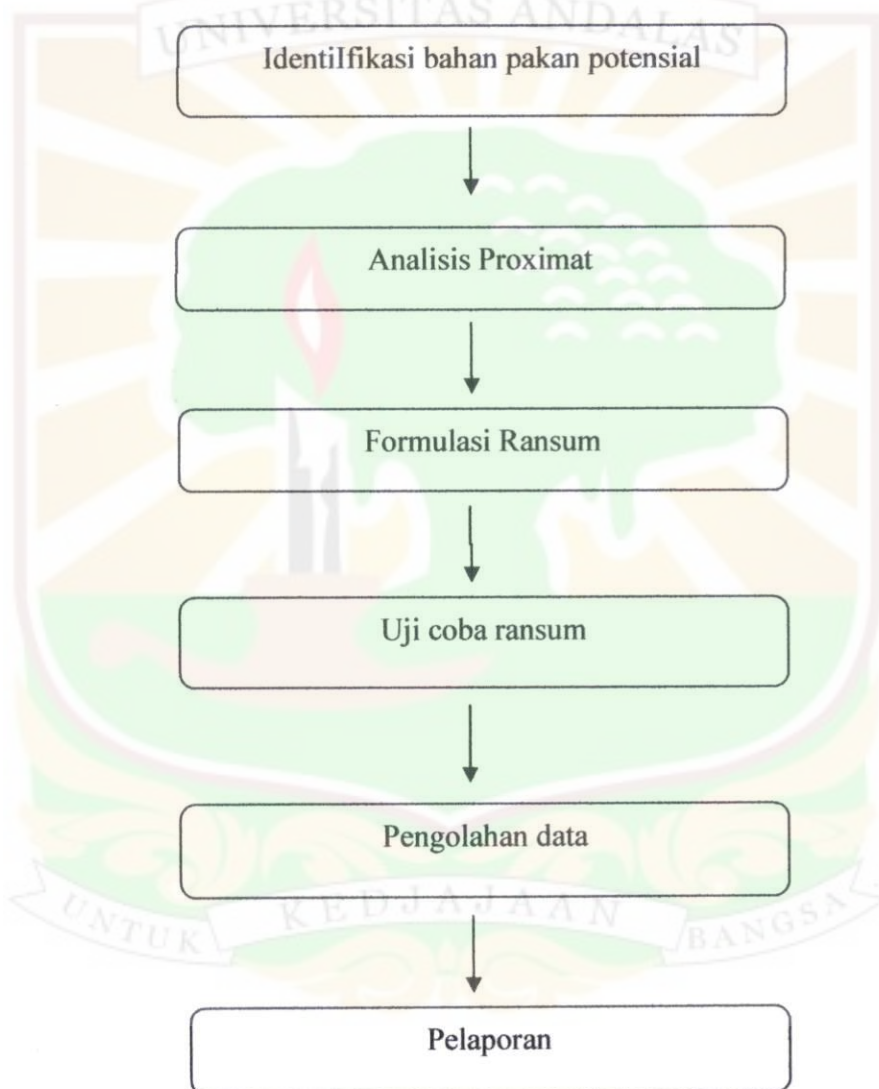 UNIVERSITAS ANDALAS
IdentiIfikasi bahan pakan potensial
Analisis Proximat
Formulasi Ransum
Uji coba ransum
Pengolahan data
UNTUK KEDJAJAAN BANGSA
Pelaporan